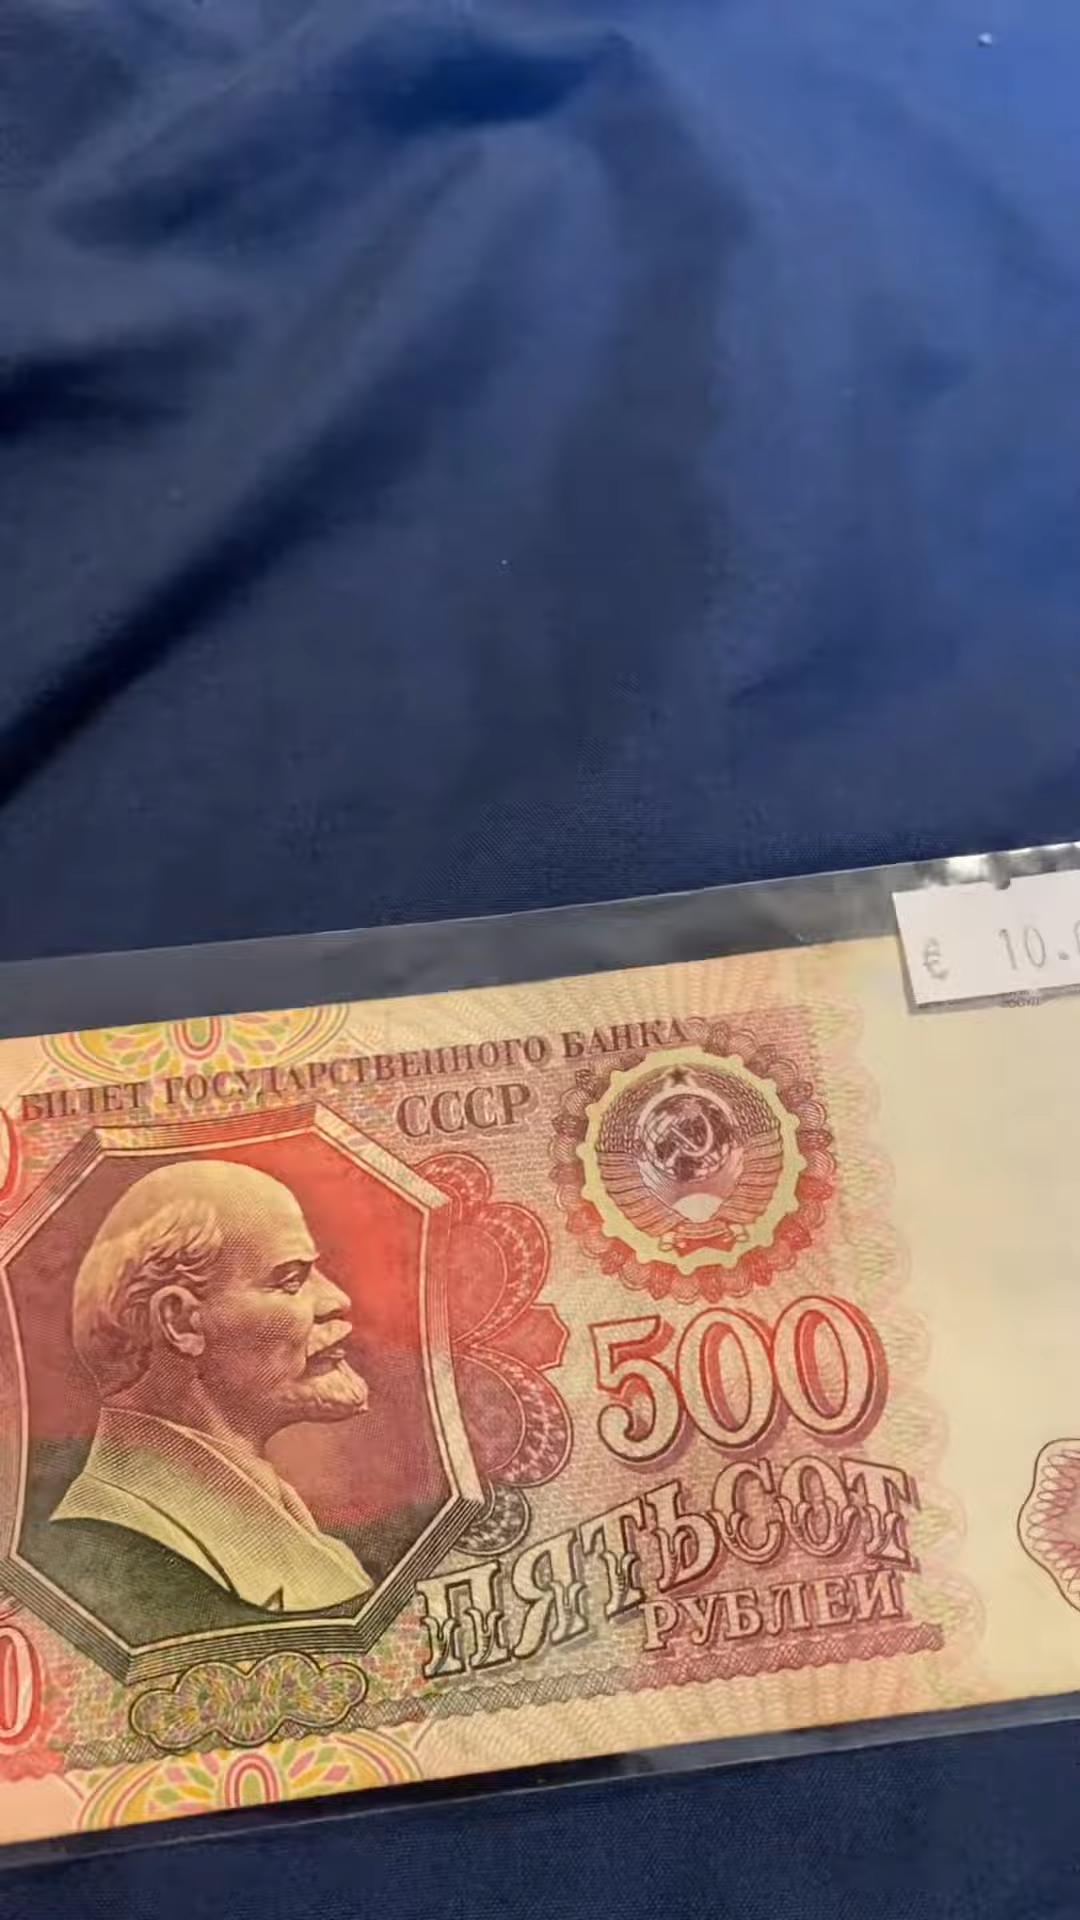 € 10.
БИЛЕТ ГОСУДАРСТВЕННОГО БАНКА
СССР
500
ПЯТЬСОТ
РУБЛЕЙ